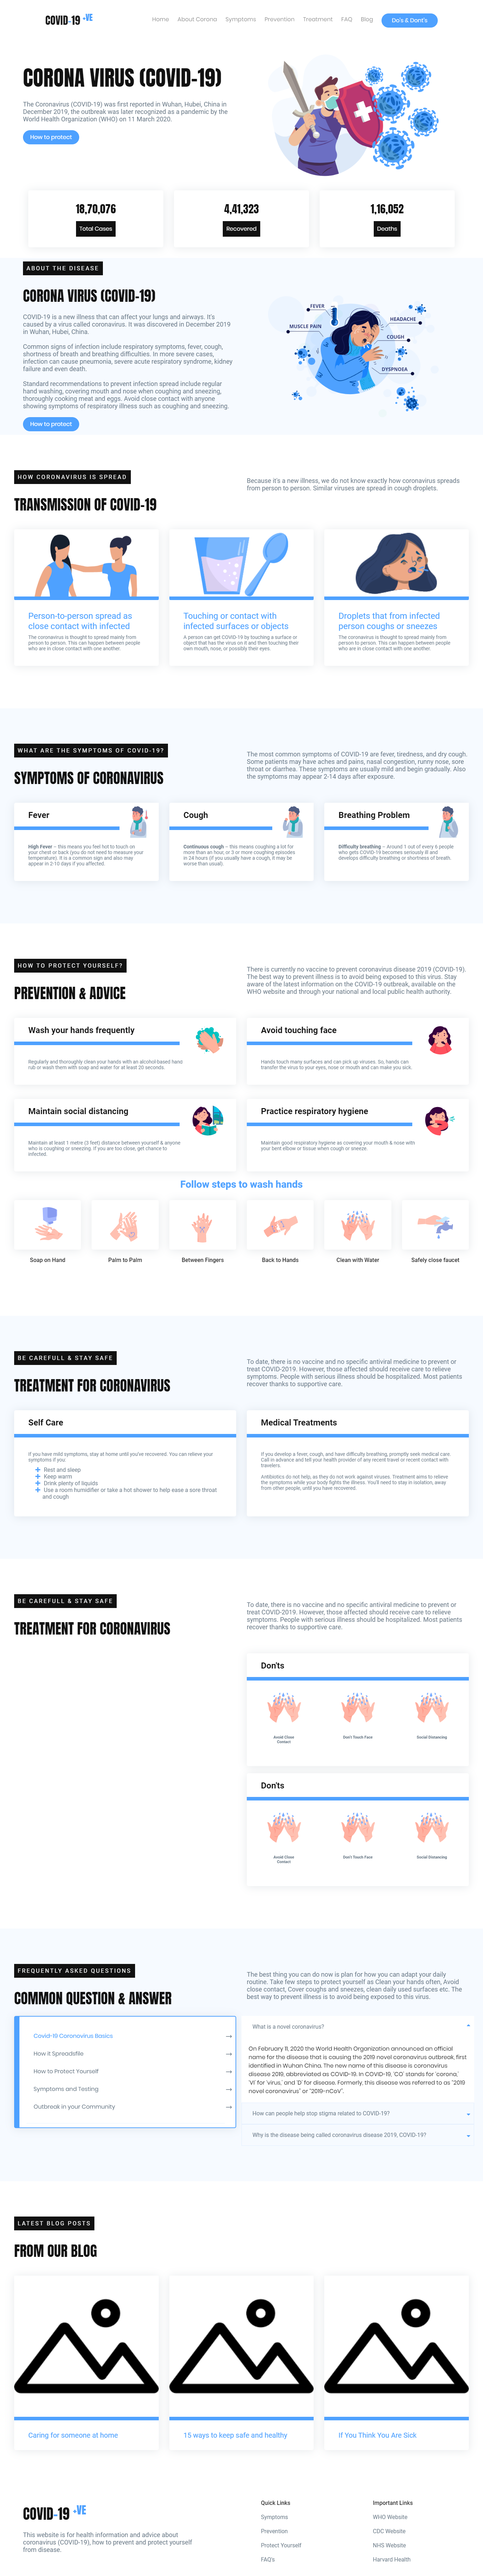 COVID-19 +VE
Home About Corona Symptoms Prevention Treatment FAQ Blog Do's & Dont's
CORONA VIRUS (COVID-19)
The Coronavirus (COVID-19) was first reported in Wuhan, Hubei, China in
December 2019, the outbreak was later recognized as a pandemic by the
World Health Organization (WHO) on 11 March 2020.
How to protect
18,70,076
Total Cases
4,41,323
Recovered
1,16,052
Deaths
ABOUT THE DISEASE
CORONA VIRUS (COVID-19)
COVID-19 is a new illness that can affect your lungs and airways. It's
caused by a virus called coronavirus. It was discovered in December 2019
in Wuhan, Hubei, China.
Common signs of infection include respiratory symptoms, fever, cough,
shortness of breath and breathing difficulties. In more severe cases,
infection can cause pneumonia, severe acute respiratory syndrome, kidney
failure and even death.
Standard recommendations to prevent infection spread include regular
hand washing, covering mouth and nose when coughing and sneezing,
thoroughly cooking meat and eggs. Avoid close contact with anyone
showing symptoms of respiratory illness such as coughing and sneezing.
How to protect
FEVER
HEADACHE
MUSCLE PAIN
COUGH
DYSPNOEA
HOW CORONAVIRUS IS SPREAD
TRANSMISSION OF COVID-19
Because it's a new illness, we do not know exactly how coronavirus spreads
from person to person. Similar viruses are spread in cough droplets.
Person-to-person spread as
close contact with infected
The coronavirus is thought to spread mainly from
person to person. This can happen between people
who are in close contact with one another.
Touching or contact with
infected surfaces or objects
A person can get COVID-19 by touching a surface or
object that has the virus on it and then touching their
own mouth, nose, or possibly their eyes.
Droplets that from infected
person coughs or sneezes
The coronavirus is thought to spread mainly from
person to person. This can happen between people
who are in close contact with one another.
WHAT ARE THE SYMPTOMS OF COVID-19?
SYMPTOMS OF CORONAVIRUS
The most common symptoms of COVID-19 are fever, tiredness, and dry cough.
Some patients may have aches and pains, nasal congestion, runny nose, sore
throat or diarrhea. These symptoms are usually mild and begin gradually. Also
the symptoms may appear 2-14 days after exposure.
Fever
High Fever – this means you feel hot to touch on
your chest or back (you do not need to measure your
temperature). It is a common sign and also may
appear in 2-10 days if you affected.
Cough
Continuous cough – this means coughing a lot for
more than an hour, or 3 or more coughing episodes
in 24 hours (if you usually have a cough, it may be
worse than usual).
Breathing Problem
Difficulty breathing – Around 1 out of every 6 people
who gets COVID-19 becomes seriously ill and
develops difficulty breathing or shortness of breath.
HOW TO PROTECT YOURSELF?
PREVENTION & ADVICE
There is currently no vaccine to prevent coronavirus disease 2019 (COVID-19).
The best way to prevent illness is to avoid being exposed to this virus. Stay
aware of the latest information on the COVID-19 outbreak, available on the
WHO website and through your national and local public health authority.
Wash your hands frequently
Regularly and thoroughly clean your hands with an alcohol-based hand
rub or wash them with soap and water for at least 20 seconds.
Avoid touching face
Hands touch many surfaces and can pick up viruses. So, hands can
transfer the virus to your eyes, nose or mouth and can make you sick.
Maintain social distancing
Maintain at least 1 metre (3 feet) distance between yourself & anyone
who is coughing or sneezing. If you are too close, get chance to
infected.
Practice respiratory hygiene
Maintain good respiratory hygiene as covering your mouth & nose with
your bent elbow or tissue when cough or sneeze.
Follow steps to wash hands
Soap on Hand
Palm to Palm
Between Fingers
Back to Hands
Clean with Water
Safely close faucet
BE CAREFULL & STAY SAFE
TREATMENT FOR CORONAVIRUS
To date, there is no vaccine and no specific antiviral medicine to prevent or
treat COVID-2019. However, those affected should receive care to relieve
symptoms. People with serious illness should be hospitalized. Most patients
recover thanks to supportive care.
Self Care
If you have mild symptoms, stay at home until you've recovered. You can relieve your
symptoms if you:
Rest and sleep
Keep warm
Drink plenty of liquids
Use a room humidifier or take a hot shower to help ease a sore throat
and cough
Medical Treatments
If you develop a fever, cough, and have difficulty breathing, promptly seek medical care.
Call in advance and tell your health provider of any recent travel or recent contact with
travelers.
Antibiotics do not help, as they do not work against viruses. Treatment aims to relieve
the symptoms while your body fights the illness. You'll need to stay in isolation, away
from other people, until you have recovered.
BE CAREFULL & STAY SAFE
TREATMENT FOR CORONAVIRUS
To date, there is no vaccine and no specific antiviral medicine to prevent or
treat COVID-2019. However, those affected should receive care to relieve
symptoms. People with serious illness should be hospitalized. Most patients
recover thanks to supportive care.
Don'ts
Avoid Close
Contact
Don't Touch Face
Social Distancing
Don'ts
Avoid Close
Contact
Don't Touch Face
Social Distancing
FREQUENTLY ASKED QUESTIONS
COMMON QUESTION & ANSWER
The best thing you can do now is plan for how you can adapt your daily
routine. Take few steps to protect yourself as Clean your hands often, Avoid
close contact, Cover coughs and sneezes, clean daily used surfaces etc. The
best way to prevent illness is to avoid being exposed to this virus.
Covid-19 Coronavirus Basics
How it Spreadsfile
How to Protect Yourself
Symptoms and Testing
Outbreak in your Community
What is a novel coronavirus?
On February 11, 2020 the World Health Organization announced an official
name for the disease that is causing the 2019 novel coronavirus outbreak, first
identified in Wuhan China. The new name of this disease is coronavirus
disease 2019, abbreviated as COVID-19. In COVID-19, 'CO' stands for 'corona,'
'VI' for 'virus,' and 'D' for disease. Formerly, this disease was referred to as "2019
novel coronavirus" or "2019-nCoV".
How can people help stop stigma related to COVID-19?
Why is the disease being called coronavirus disease 2019, COVID-19?
LATEST BLOG POSTS
FROM OUR BLOG
Caring for someone at home
15 ways to keep safe and healthy
If You Think You Are Sick
COVID-19 +VE
This website is for health information and advice about
coronavirus (COVID-19), how to prevent and protect yourself
from disease.
Quick Links
Symptoms
Prevention
Protect Yourself
FAQ's
Important Links
WHO Website
CDC Website
NHS Website
Harvard Health